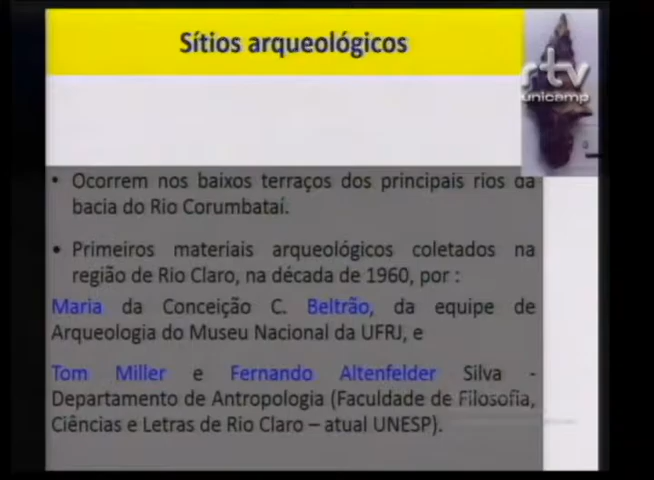 Sítios arqueológicos
rtv
unicamp
• Ocorrem nos baixos terraços dos principais rios da
bacia do Rio Corumbataí.
• Primeiros materiais arqueológicos coletados na
região de Rio Claro, na década de 1960, por :
Maria da Conceição C. Beltrão, da equipe de
Arqueologia do Museu Nacional da UFRJ, e
Tom Miller e Fernando Altenfelder Silva -
Departamento de Antropologia (Faculdade de Filosofia,
Ciências e Letras de Rio Claro – atual UNESP).